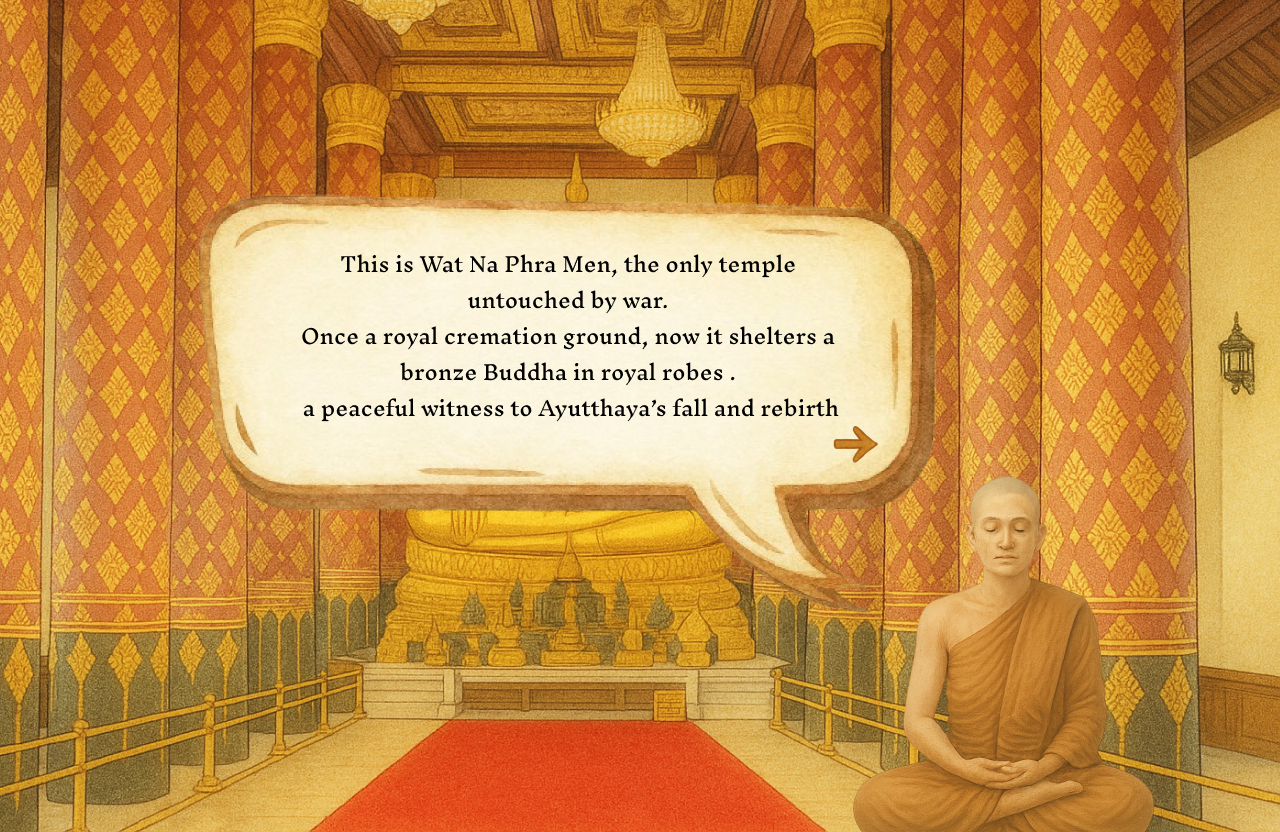 This is Wat Na Phra Men, the only temple
untouched by war.
Once a royal cremation ground, now it shelters a
bronze Buddha in royal robes .
a peaceful witness to Ayutthaya’s fall and rebirth